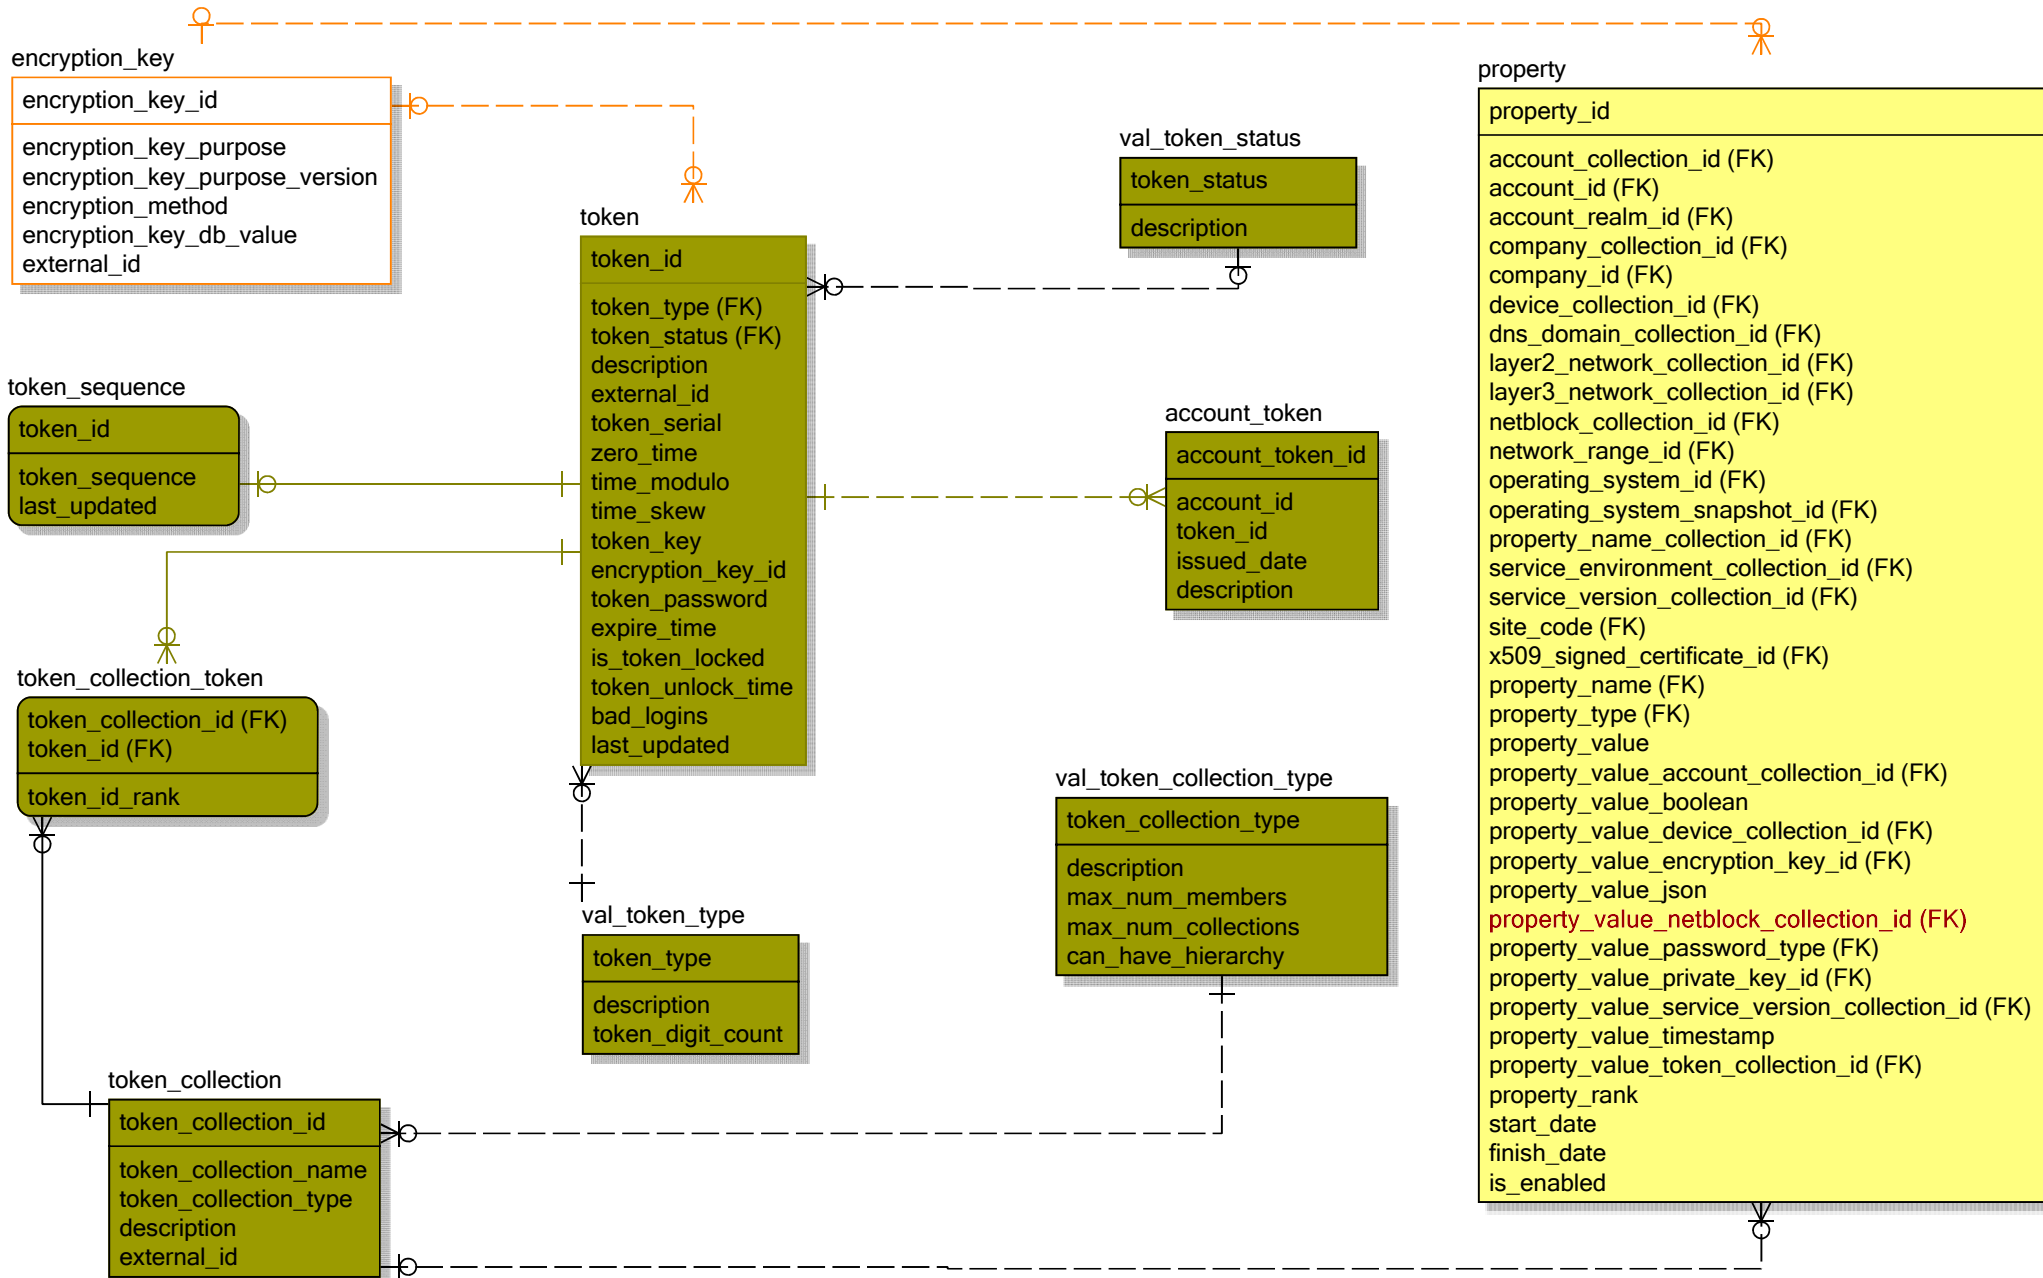 encryption_key
encryption_key_id
encryption_key_purpose
encryption_key_purpose_version
encryption_method
encryption_key_db_value
external_id
token_sequence
token_id
token_sequence
last_updated
token_collection_token
token_collection_id (FK)
token_id (FK)
token_id_rank
token_collection
token_collection_id
token_collection_name
token_collection_type
description
external_id
token
token_id
token_type (FK)
token_status (FK)
description
external_id
token_serial
zero_time
time_modulo
time_skew
token_key
encryption_key_id
token_password
expire_time
is_token_locked
token_unlock_time
bad_logins
last_updated
val_token_type
token_type
description
token_digit_count
val_token_status
token_status
description
account_token
account_token_id
account_id
token_id
issued_date
description
val_token_collection_type
token_collection_type
description
max_num_members
max_num_collections
can_have_hierarchy
property
property_id
account_collection_id (FK)
account_id (FK)
account_realm_id (FK)
company_collection_id (FK)
company_id (FK)
device_collection_id (FK)
dns_domain_collection_id (FK)
layer2_network_collection_id (FK)
layer3_network_collection_id (FK)
netblock_collection_id (FK)
network_range_id (FK)
operating_system_id (FK)
operating_system_snapshot_id (FK)
property_name_collection_id (FK)
service_environment_collection_id (FK)
service_version_collection_id (FK)
site_code (FK)
x509_signed_certificate_id (FK)
property_name (FK)
property_type (FK)
property_value
property_value_account_collection_id (FK)
property_value_boolean
property_value_device_collection_id (FK)
property_value_encryption_key_id (FK)
property_value_json
property_value_netblock_collection_id (FK)
property_value_password_type (FK)
property_value_private_key_id (FK)
property_value_service_version_collection_id (FK)
property_value_timestamp
property_value_token_collection_id (FK)
property_rank
start_date
finish_date
is_enabled